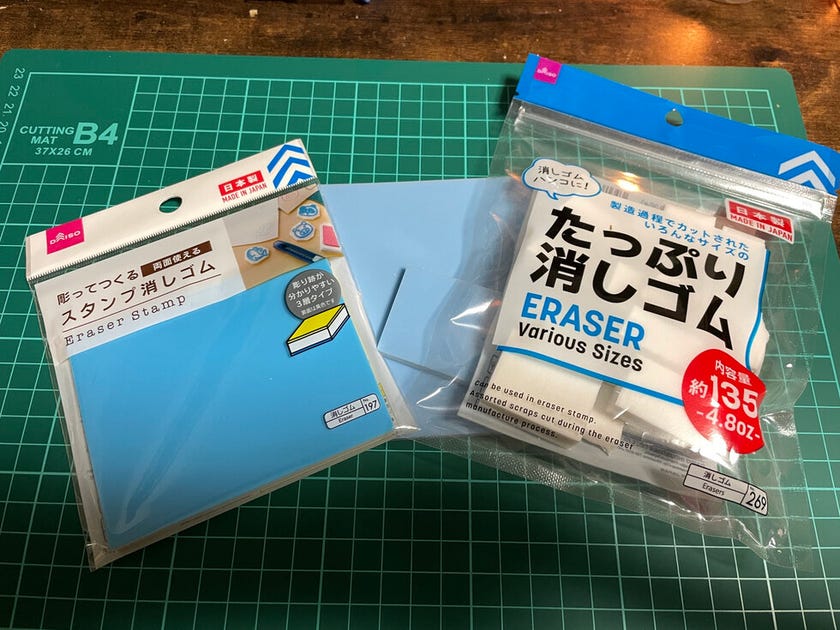 23
22
21
20
CUTTING
MAT
B4
37X26 CM
DAISO
日本製
MADE IN JAPAN
彫ってつくる
両面使える
スタンプ消しゴム
Eraser Stamp
彫り跡が
分かりやすい
3層タイプ
消しゴム
Eraser
No.
197
DAISO
日本製
MADE IN JAPAN
消しゴム
ハンコに!
製造過程でカットされた
いろんなサイズの
たっぷり
消しゴム
ERASER
Various Sizes
内容量
約135
-4.8oz-
Can be used in eraser stamp.
Assorted scraps cut during the eraser
manufacture process.
消しゴム
Erasers
No.
269